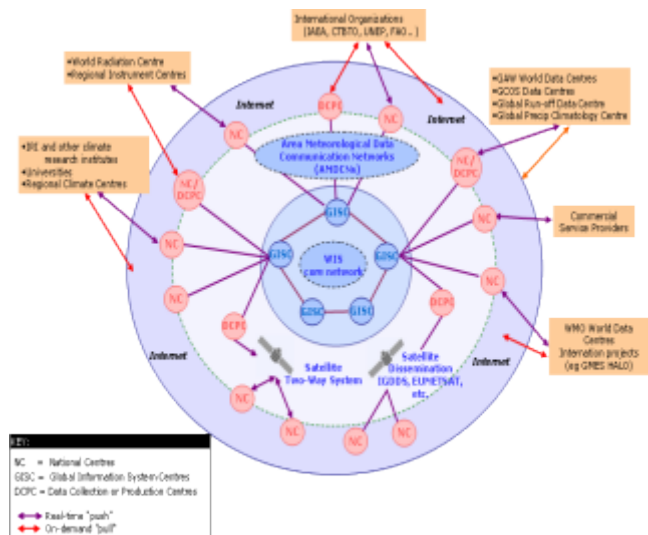 International Organizations
(IAEA, CTBTO, UNEP, FAO .. )
•World Radiation Centre
•Regional Instrument Centres
•GAW World Data Centres
•GCOS Data Centres
•Global Run-off Data Centre
•Global Precip Climatology Centre
Internet
Internet
DCPC
NC
NC
•IRI and other climate
research institutes
•Universities
•Regional Climate Centres
Area Meteorological Data
Communication Networks
(AMDCNs)
NC/
DCPC
NC/
DCPC
GISC
NC
Commercial
Service Providers
NC
GISC
WIS
core network
GISC
NC
NC
DCPC
GISC
GISC
DCPC
WMO World Data
Centres
Internation projects
(eg GMES HALO)
Internet
Internet
Satellite
Two-Way System
Satellite
Dissemination
IGDDS, EUMETSAT,
etc.
NC
NC
NC
NC
KEY:
NC = National Centres
GISC = Global Information System Centres
DCPC = Data Collection or Production Centres
Real-time "push"
On-demand "pull"